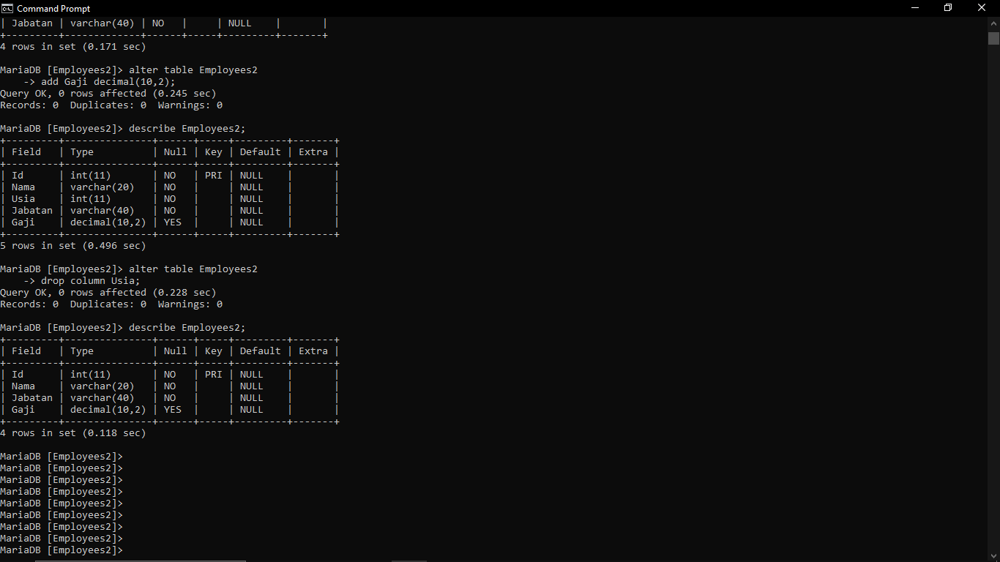 Command Prompt
| Jabatan | varchar(40) | NO   |     | NULL    |       |
+---------+-------------+------+-----+---------+-------+
4 rows in set (0.171 sec)

MariaDB [Employees2]> alter table Employees2
    -> add Gaji decimal(10,2);
Query OK, 0 rows affected (0.245 sec)
Records: 0  Duplicates: 0  Warnings: 0

MariaDB [Employees2]> describe Employees2;
+---------+---------------+------+-----+---------+-------+
| Field   | Type          | Null | Key | Default | Extra |
+---------+---------------+------+-----+---------+-------+
| Id      | int(11)       | NO   | PRI | NULL    |       |
| Nama    | varchar(20)   | NO   |     | NULL    |       |
| Usia    | int(11)       | NO   |     | NULL    |       |
| Jabatan | varchar(40)   | NO   |     | NULL    |       |
| Gaji    | decimal(10,2) | YES  |     | NULL    |       |
+---------+---------------+------+-----+---------+-------+
5 rows in set (0.496 sec)

MariaDB [Employees2]> alter table Employees2
    -> drop column Usia;
Query OK, 0 rows affected (0.228 sec)
Records: 0  Duplicates: 0  Warnings: 0

MariaDB [Employees2]> describe Employees2;
+---------+---------------+------+-----+---------+-------+
| Field   | Type          | Null | Key | Default | Extra |
+---------+---------------+------+-----+---------+-------+
| Id      | int(11)       | NO   | PRI | NULL    |       |
| Nama    | varchar(20)   | NO   |     | NULL    |       |
| Jabatan | varchar(40)   | NO   |     | NULL    |       |
| Gaji    | decimal(10,2) | YES  |     | NULL    |       |
+---------+---------------+------+-----+---------+-------+
4 rows in set (0.118 sec)

MariaDB [Employees2]>
MariaDB [Employees2]>
MariaDB [Employees2]>
MariaDB [Employees2]>
MariaDB [Employees2]>
MariaDB [Employees2]>
MariaDB [Employees2]>
MariaDB [Employees2]>
MariaDB [Employees2]>